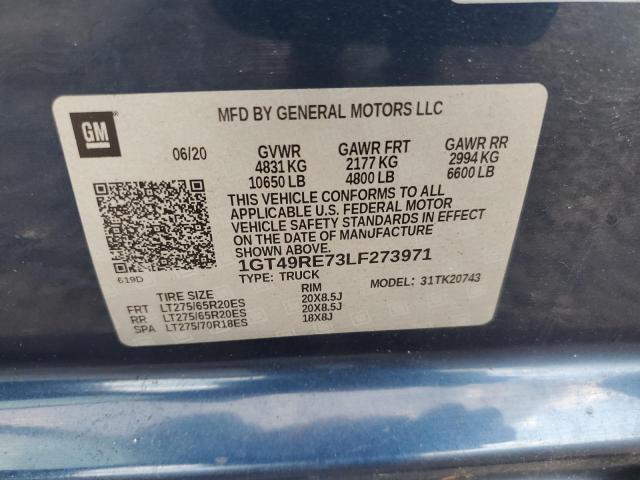 GM
MFD BY GENERAL MOTORS LLC
06/20 GVWR GAWR FRT GAWR RR
4831 KG 2177 KG 2994 KG
10650 LB 4800 LB 6600 LB
THIS VEHICLE CONFORMS TO ALL
APPLICABLE U.S. FEDERAL MOTOR
VEHICLE SAFETY STANDARDS IN EFFECT
ON THE DATE OF MANUFACTURE
SHOWN ABOVE.
1GT49RE73LF273971
619D TYPE: TRUCK MODEL: 31TK20743
TIRE SIZE RIM
FRT LT275/65R20ES 20X8.5J
RR LT275/65R20ES 20X8.5J
SPA LT275/70R18ES 18X8J